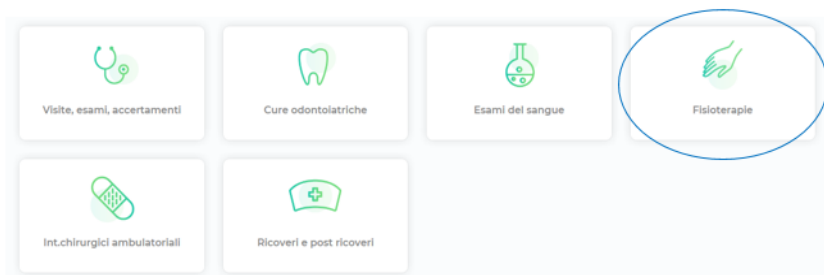 Visite, esami, accertamenti
Cure odontoiatriche
Esami del sangue
Fisioterapie
Int.chirurgici ambulatoriali
Ricoveri e post ricoveri